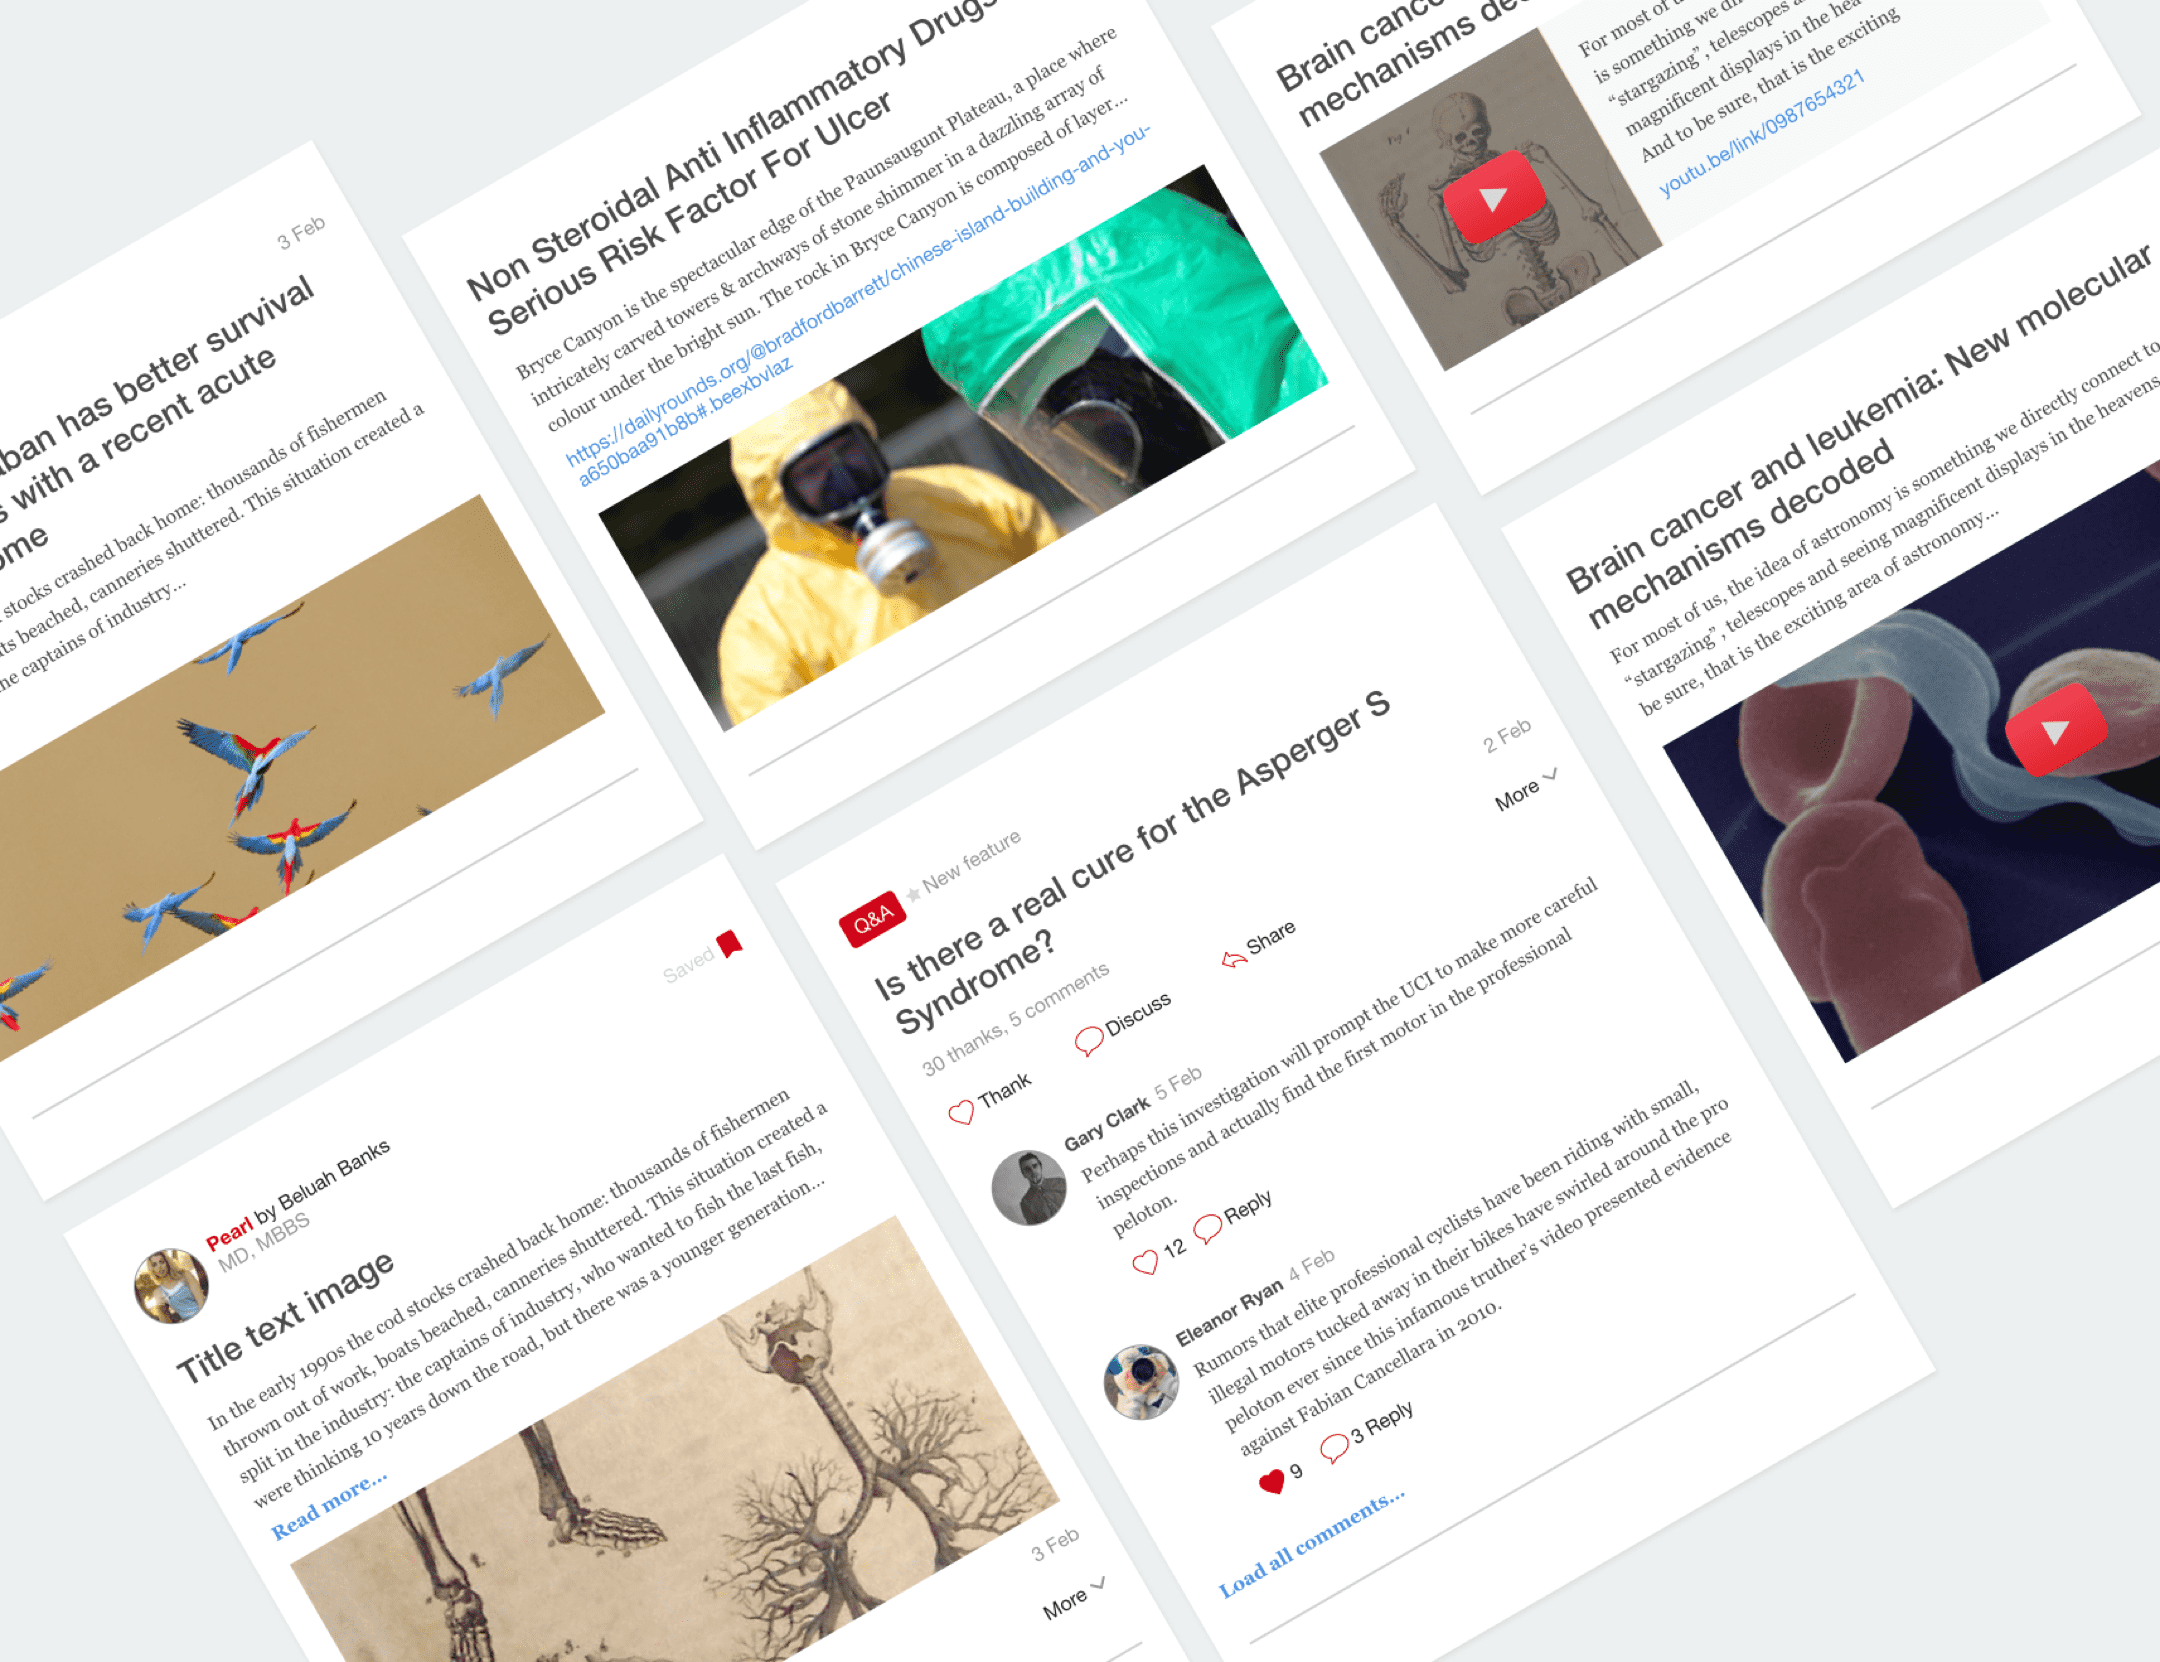 3 Feb
has better survival
with a recent acute
stocks crashed back home: thousands of fishermen
beached, canneries shuttered. This situation created a
captains of industry...
Non Steroidal Anti Inflammatory Drugs
Serious Risk Factor For Ulcer
Bryce Canyon is the spectacular edge of the Paunsaugunt Plateau, a place where
intricately carved towers & archways of stone shimmer in a dazzling array of
colour under the bright sun. The rock in Bryce Canyon is composed of layer...
https://dailyrounds.org/@bradfordbarrett/chinese-island-building-and-you-
a650baa91b8b#.beexbvlaz
Brain cancer
mechanisms
For most of
is something we
“stargazing”, telescopes
magnificent displays in the
And to be sure, that is the exciting
youtu.be/link/0987654321
Fig 1
Brain cancer and leukemia: New molecular
mechanisms decoded
For most of us, the idea of astronomy is something we directly connect to
“stargazing”, telescopes and seeing magnificent displays in the heavens.
be sure, that is the exciting area of astronomy...
Saved
Pearl by Beluah Banks
MD, MBBS
Title text image
In the early 1990s the cod stocks crashed back home: thousands of fishermen
thrown out of work, boats beached, canneries shuttered. This situation created a
split in the industry: the captains of industry, who wanted to fish the last fish,
were thinking 10 years down the road, but there was a younger generation...
Read more...
3 Feb
More
Q&A New feature
2 Feb
More
Is there a real cure for the Asperger S
Syndrome?
30 thanks, 5 comments
Thank Discuss Share
Gary Clark 5 Feb
Perhaps this investigation will prompt the UCI to make more careful
inspections and actually find the first motor in the professional
peloton.
12 Reply
Eleanor Ryan 4 Feb
Rumors that elite professional cyclists have been riding with small,
illegal motors tucked away in their bikes have swirled around the pro
peloton ever since this infamous truther’s video presented evidence
against Fabian Cancellara in 2010.
9 3 Reply
Load all comments...